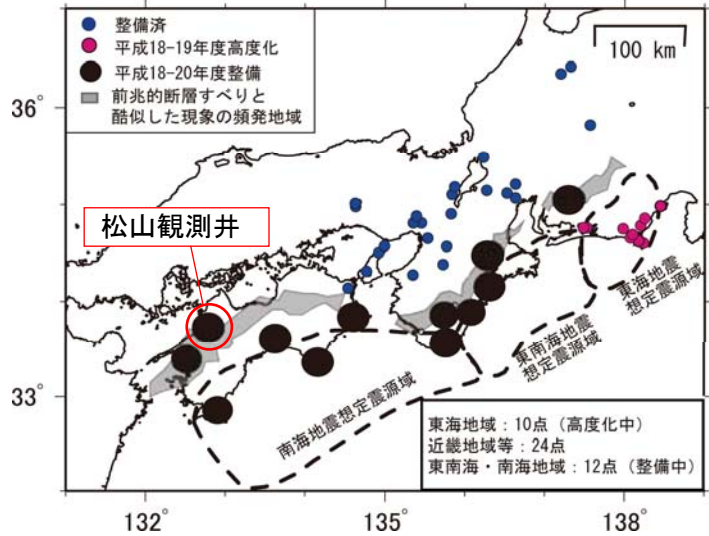 整備済
平成18-19年度高度化
平成18-20年度整備
前兆的断層すべりと
酷似した現象の頻発地域
100 km
36°
松山観測井
東海地震
想定震源域
東南海地震
想定震源域
南海地震想定震源域
33°
東海地域：10点（高度化中）
近畿地域等：24点
東南海・南海地域：12点（整備中）
132°
135°
138°